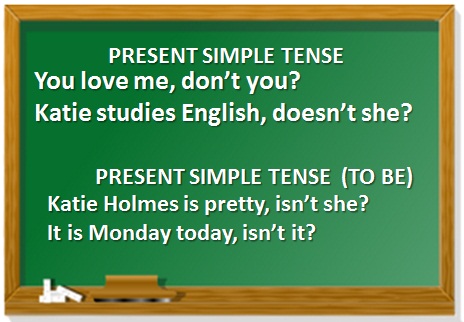 PRESENT SIMPLE TENSE
You love me, don’t you?
Katie studies English, doesn’t she?
PRESENT SIMPLE TENSE (TO BE)
Katie Holmes is pretty, isn’t she?
It is Monday today, isn’t it?